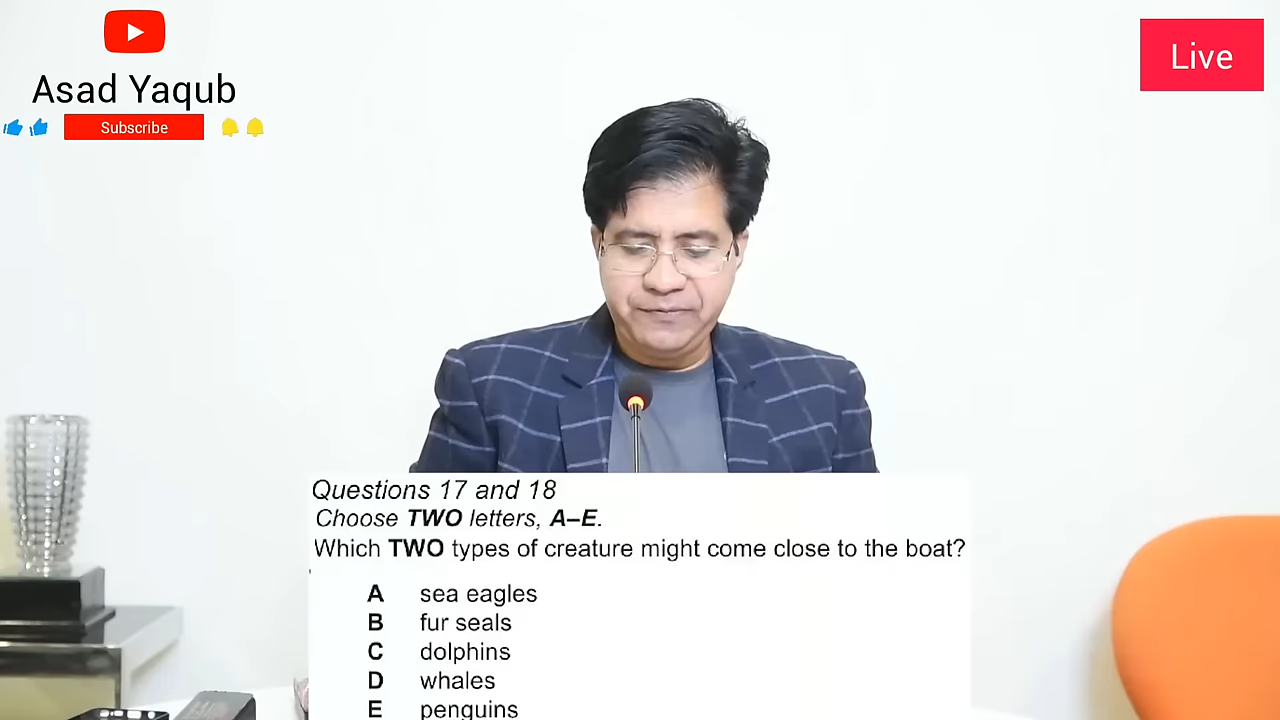 Asad Yaqub
Subscribe
Live
Questions 17 and 18
Choose TWO letters, A–E.
Which TWO types of creature might come close to the boat?
A sea eagles
B fur seals
C dolphins
D whales
E penguins